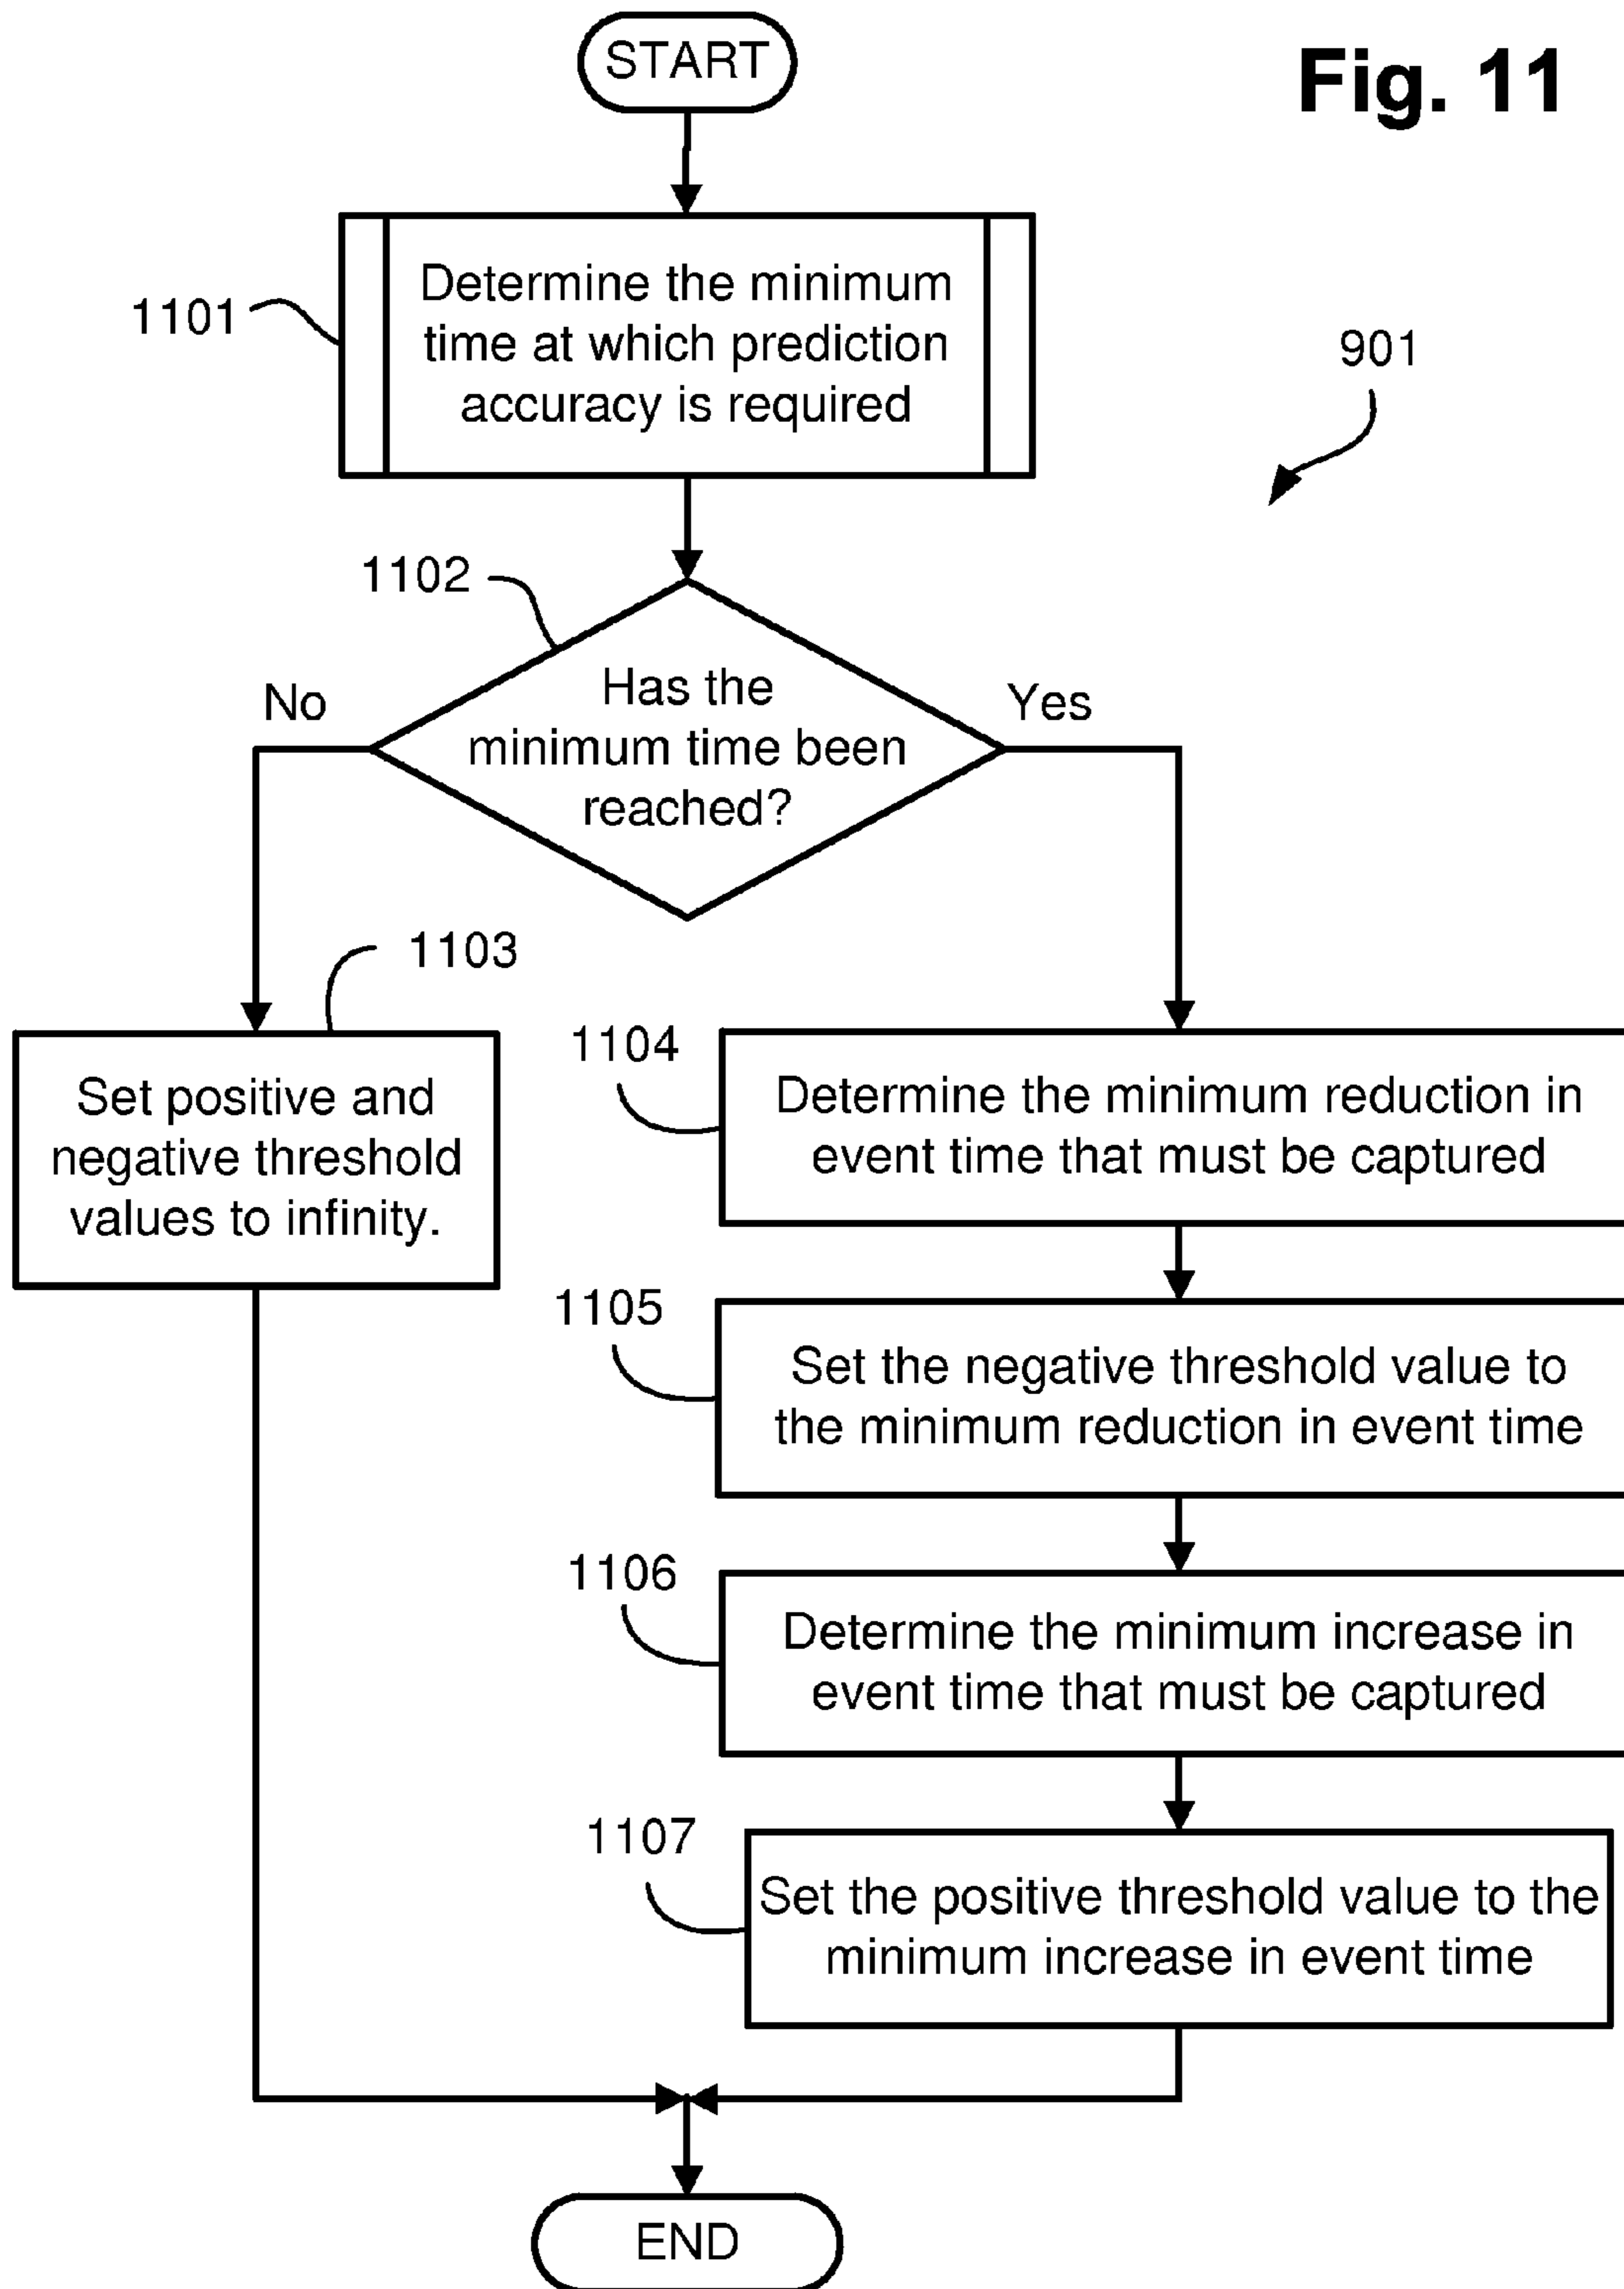 START
Fig. 11
1101
Determine the minimum
time at which prediction
accuracy is required
901
1102
Has the
minimum time been
reached?
No
Yes
1103
Set positive and
negative threshold
values to infinity.
1104
Determine the minimum reduction in
event time that must be captured
1105
Set the negative threshold value to
the minimum reduction in event time
1106
Determine the minimum increase in
event time that must be captured
1107
Set the positive threshold value to the
minimum increase in event time
END